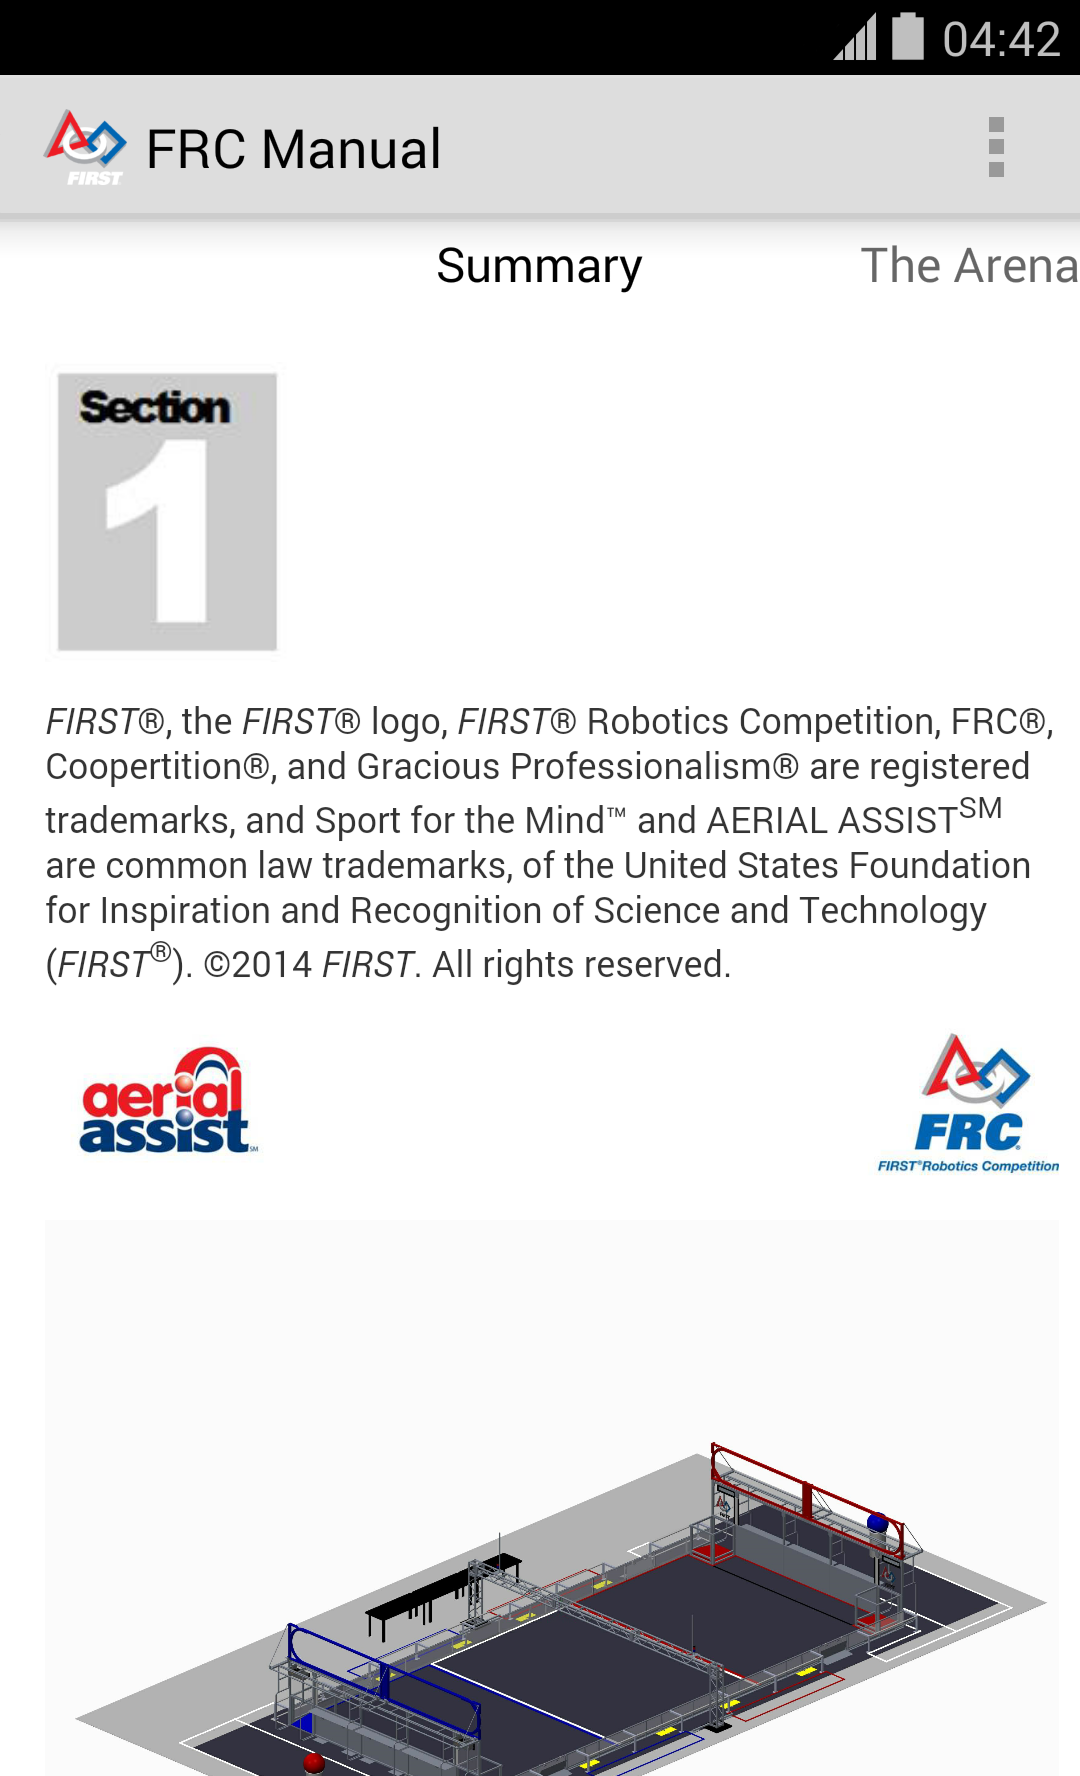 04:42
FIRST
FRC Manual
Summary
The Arena
Section
1
FIRST®, the FIRST® logo, FIRST® Robotics Competition, FRC®,
Coopertition®, and Gracious Professionalism® are registered
trademarks, and Sport for the Mind™ and AERIAL ASSISTSM
are common law trademarks, of the United States Foundation
for Inspiration and Recognition of Science and Technology
(FIRST®). ©2014 FIRST. All rights reserved.
aerial
assist SM
FRC
FIRST® Robotics Competition